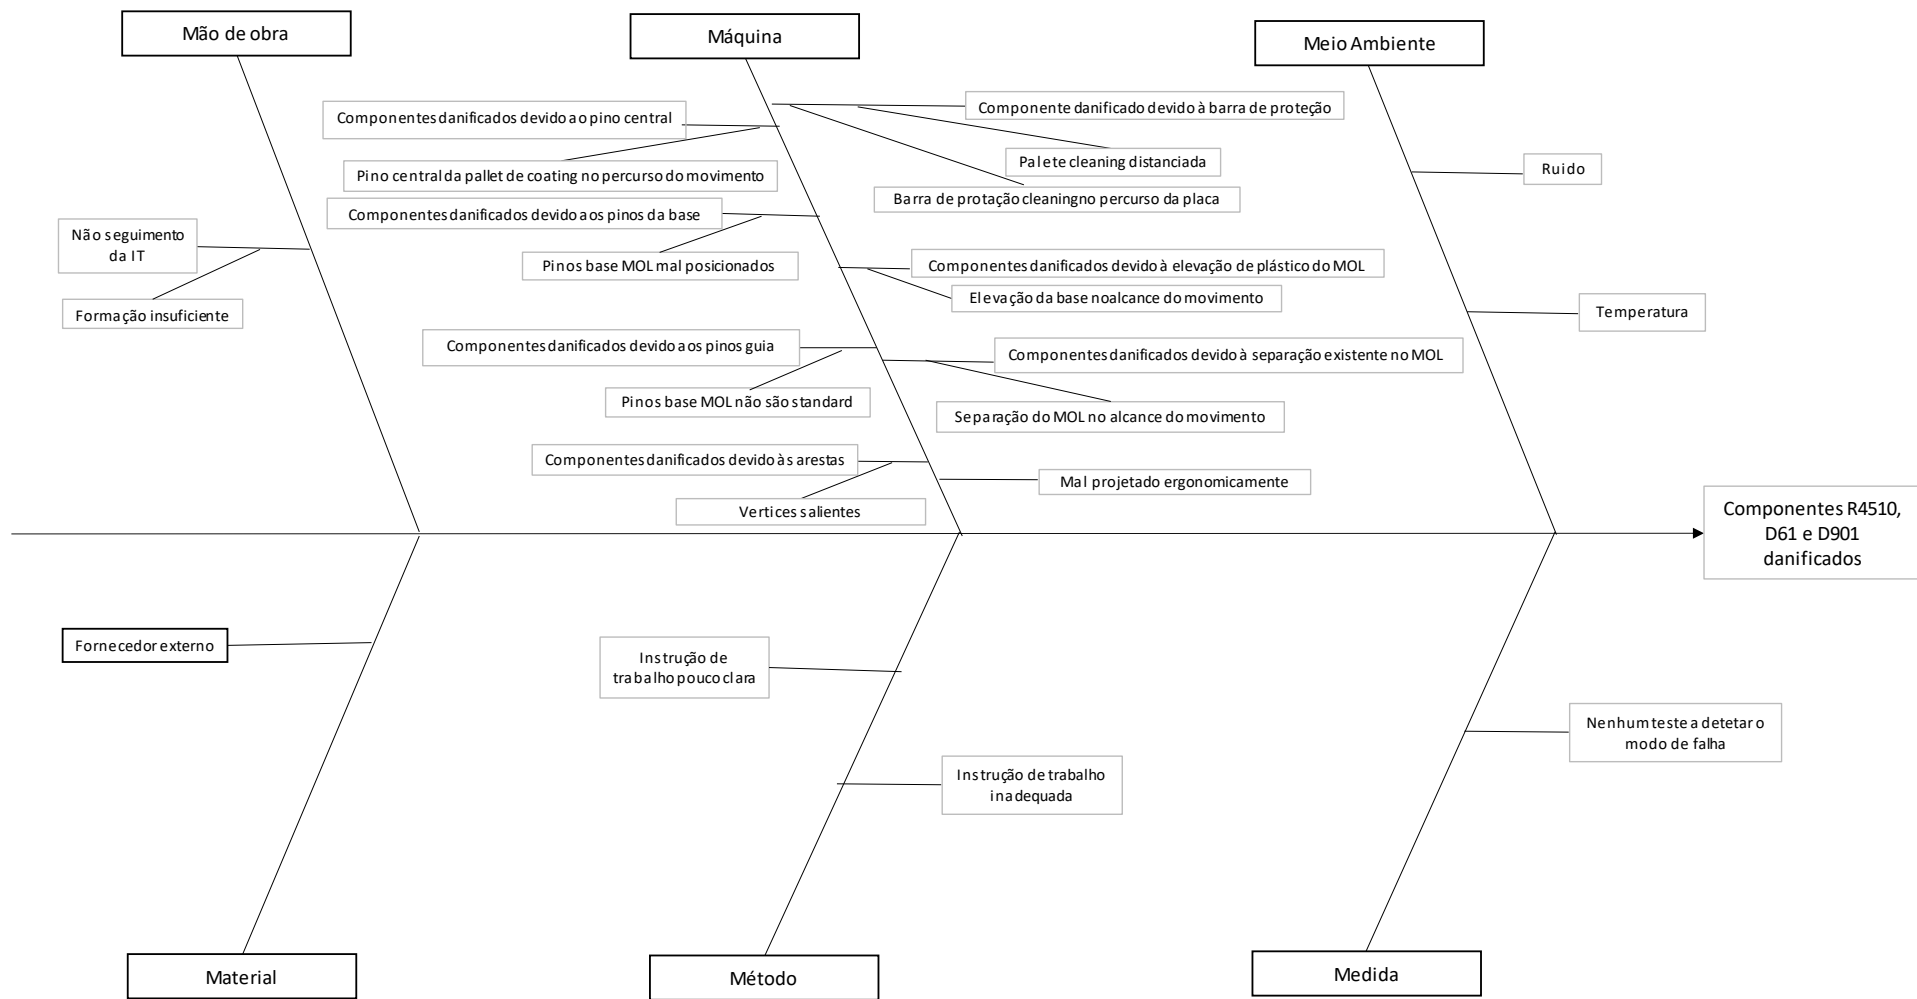 Mão de obra
Máquina
Meio Ambiente
Componentes danificados devido ao pino central
Componente danificado devido à barra de proteção
Palete cleaning distanciada
Pino central da pallet de coating no percurso do movimento
Barra de protação cleaningno percurso da placa
Ruido
Componentes danificados devido aos pinos da base
Não seguimento
da IT
Pinos base MOL mal posicionados
Componentes danificados devido à elevação de plástico do MOL
Elevação da base noalcance do movimento
Formação insuficiente
Temperatura
Componentes danificados devido aos pinos guia
Componentes danificados devido à separação existente no MOL
Pinos base MOL não são standard
Separação do MOL no alcance do movimento
Componentes danificados devido às arestas
Mal projetado ergonomicamente
Vertices salientes
Componentes R4510,
D61 e D901
danificados
Fornecedor externo
Instrução de
trabalho pouco clara
Nenhum teste a detetar o
modo de falha
Instrução de trabalho
inadequada
Material
Método
Medida